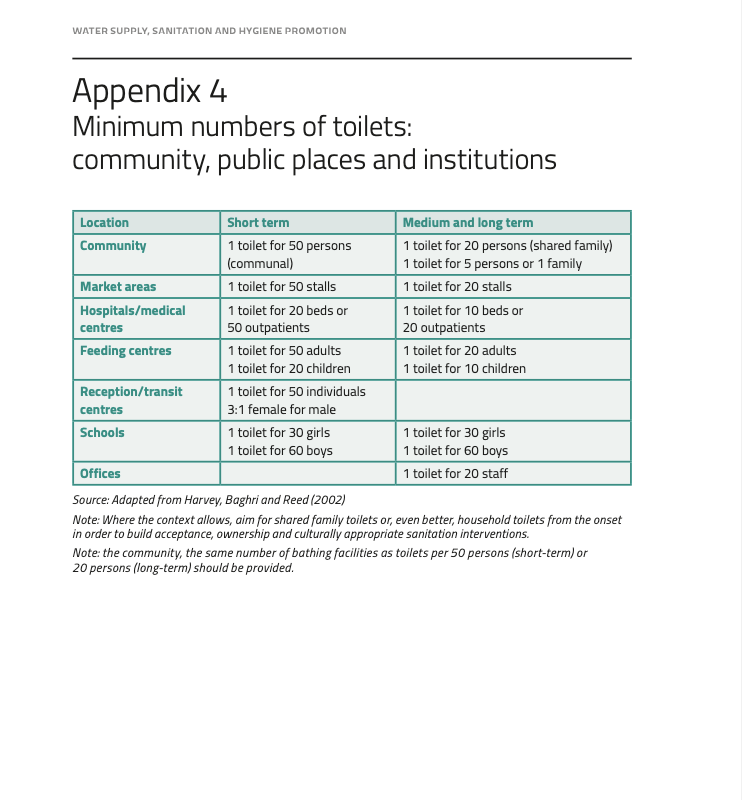 WATER SUPPLY, SANITATION AND HYGIENE PROMOTION
Appendix 4
Minimum numbers of toilets:
community, public places and institutions
Location Short term Medium and long term
Community 1 toilet for 50 persons 1 toilet for 20 persons (shared family)
(communal) 1 toilet for 5 persons or 1 family
Market areas 1 toilet for 50 stalls 1 toilet for 20 stalls
Hospitals/medical 1 toilet for 20 beds or 1 toilet for 10 beds or
centres 50 outpatients 20 outpatients
Feeding centres 1 toilet for 50 adults 1 toilet for 20 adults
1 toilet for 20 children 1 toilet for 10 children
Reception/transit 1 toilet for 50 individuals
centres 3:1 female for male
Schools 1 toilet for 30 girls 1 toilet for 30 girls
1 toilet for 60 boys 1 toilet for 60 boys
Offices 1 toilet for 20 staff
Source: Adapted from Harvey, Baghri and Reed (2002)
Note: Where the context allows, aim for shared family toilets or, even better, household toilets from the onset
in order to build acceptance, ownership and culturally appropriate sanitation interventions.
Note: the community, the same number of bathing facilities as toilets per 50 persons (short-term) or
20 persons (long-term) should be provided.